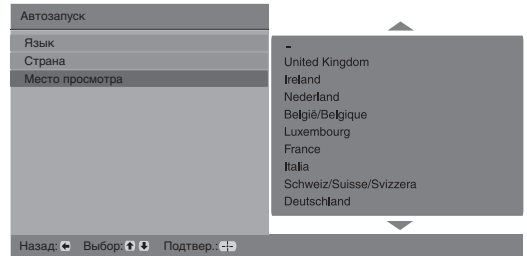 Автозапуск
Язык
Страна
Место просмотра
-
United Kingdom
Ireland
Nederland
België/Belgique
Luxembourg
France
Italia
Schweiz/Suisse/Svizzera
Deutschland
Назад: Выбор: Подтвер.: